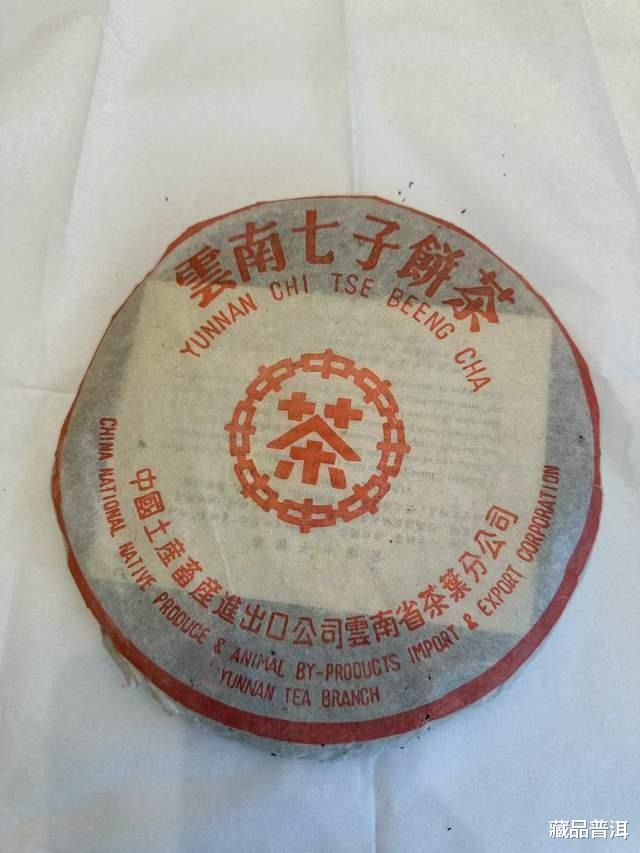 雲南七子餅茶
YUNNAN CHI TSE BEENG CHA
茶
中國土産畜産進出口公司雲南省茶葉分公司
CHINA NATIONAL NATIVE PRODUCE & ANIMAL BY-PRODUCTS IMPORT & EXPORT CORPORATION
YUNNAN TEA BRANCH
藏品普洱